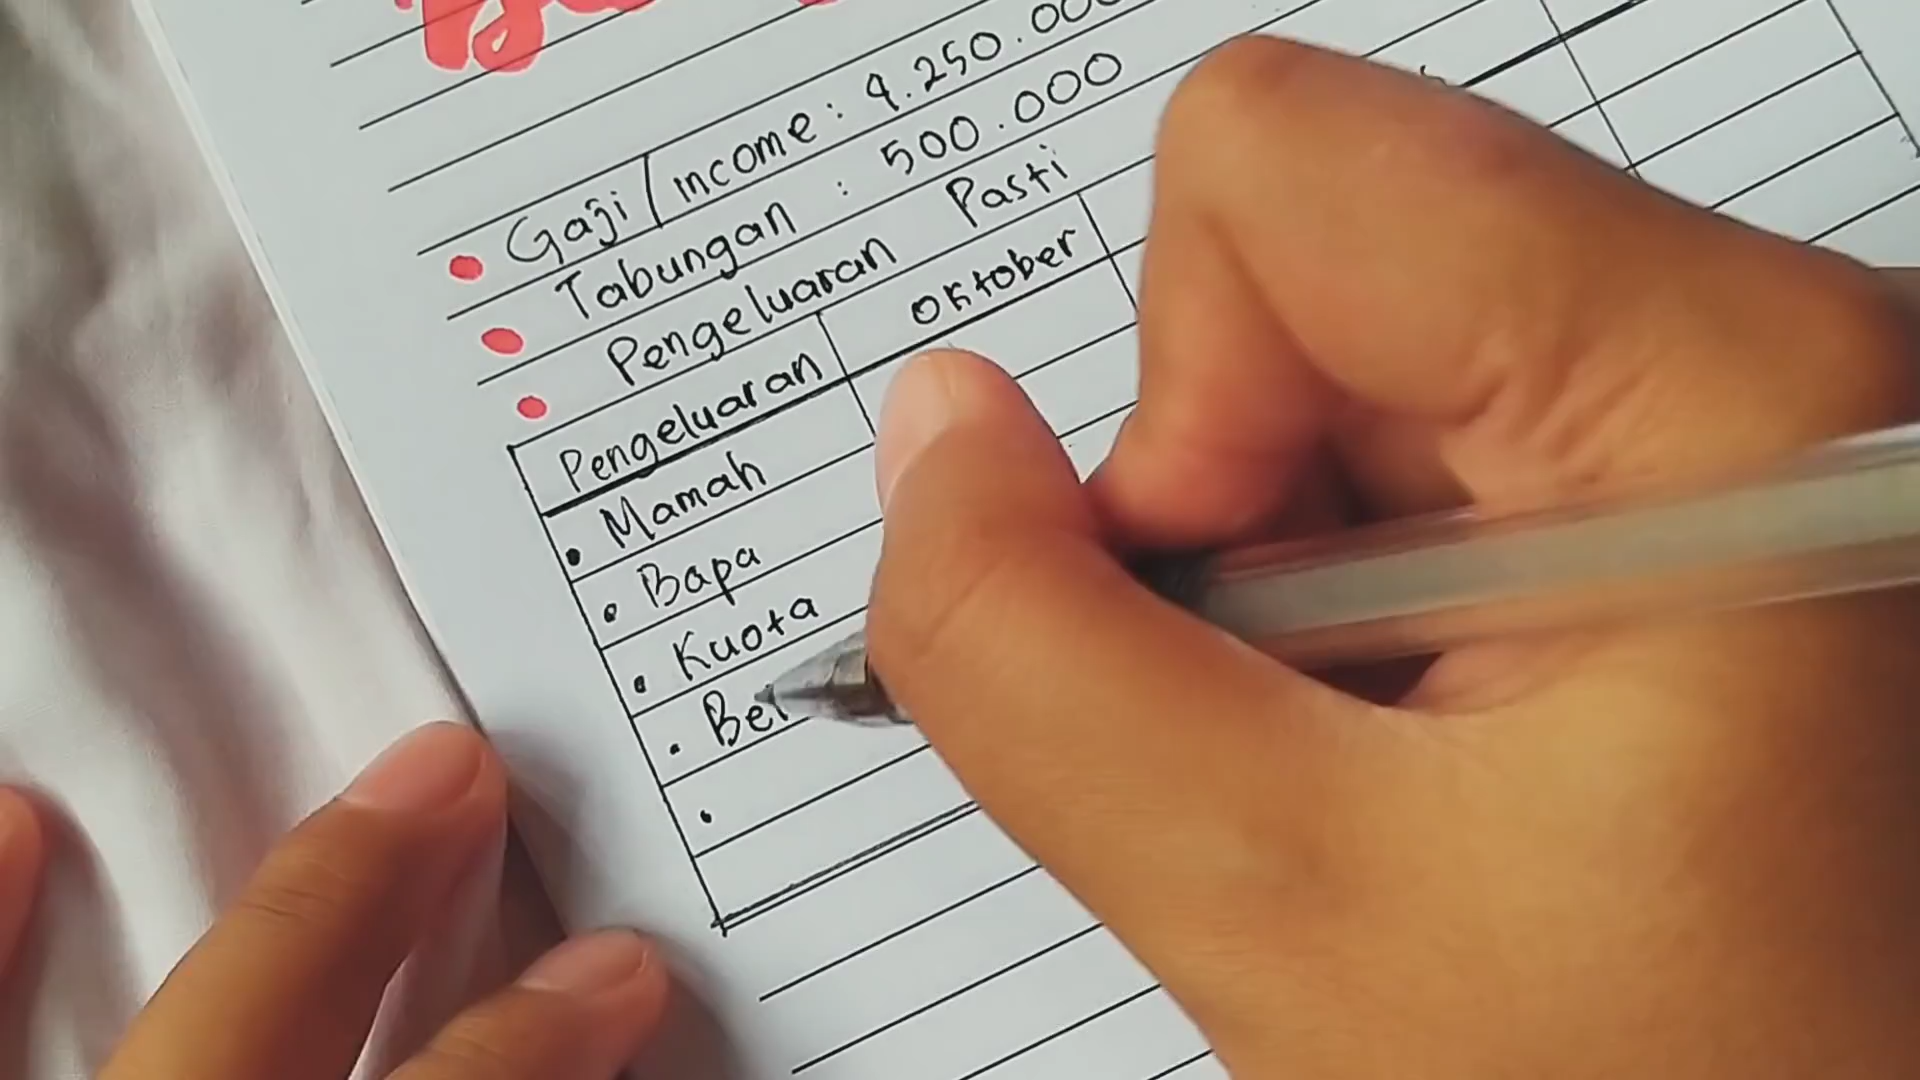 Gaji/income : 4.250.000
Tabungan : 500.000
Pengeluaran Pasti
Pengeluaran Oktober
Mamah
Bapa
Kuota